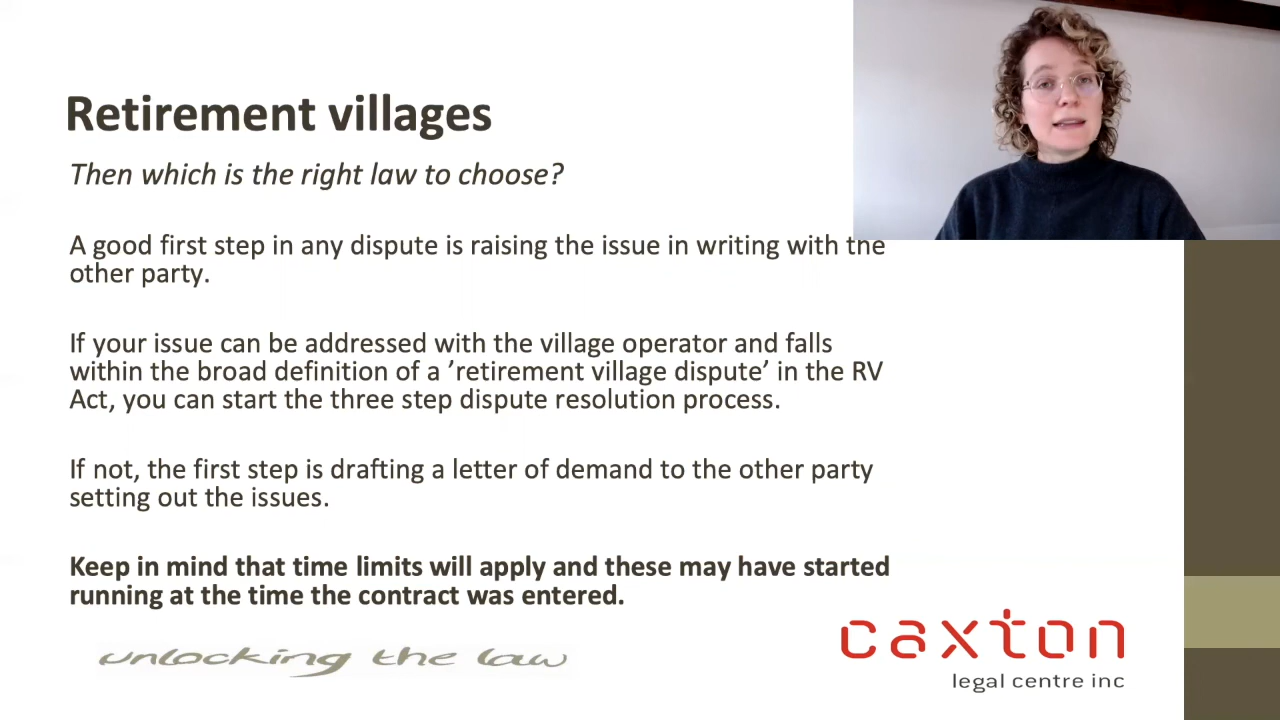 Retirement villages
Then which is the right law to choose?
A good first step in any dispute is raising the issue in writing with the
other party.
If your issue can be addressed with the village operator and falls
within the broad definition of a ’retirement village dispute’ in the RV
Act, you can start the three step dispute resolution process.
If not, the first step is drafting a letter of demand to the other party
setting out the issues.
Keep in mind that time limits will apply and these may have started
running at the time the contract was entered.
unlocking the law
caxton
legal centre inc